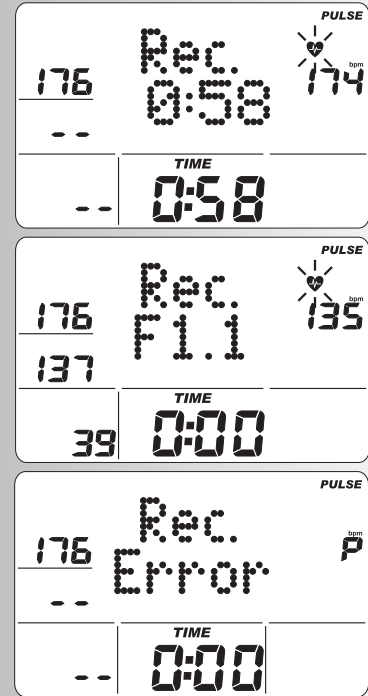 PULSE
Rec.
176 0:58 bpm 174
-- --
TIME
-- 0:58
PULSE
Rec.
176 F1.1 bpm 135
137
TIME
39 0:00
PULSE
Rec.
176 Error bpm P
-- --
TIME
-- 0:00